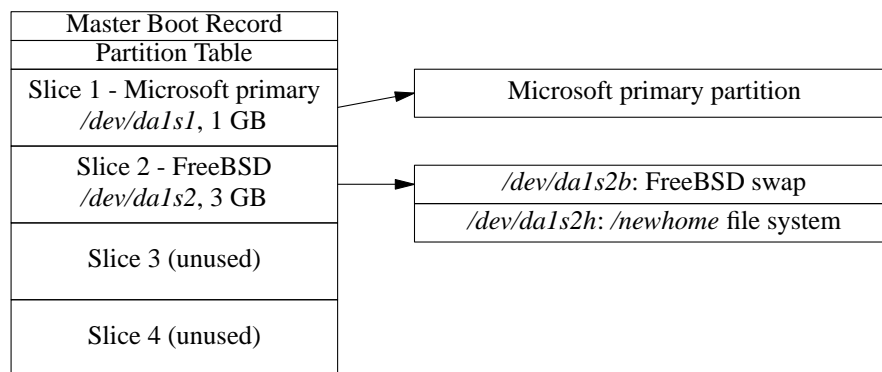 Master Boot Record
Partition Table
Slice 1 - Microsoft primary
/dev/da1s1, 1 GB
Slice 2 - FreeBSD
/dev/da1s2, 3 GB
Slice 3 (unused)
Slice 4 (unused)
Microsoft primary partition
/dev/da1s2b: FreeBSD swap
/dev/da1s2h: /newhome file system